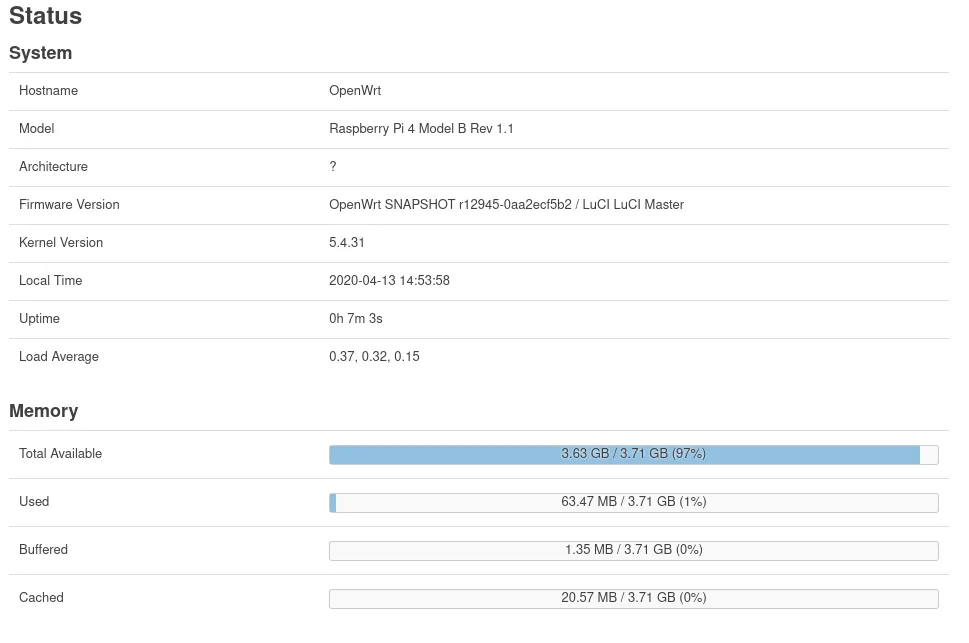 Status
System
Hostname OpenWrt
Model Raspberry Pi 4 Model B Rev 1.1
Architecture ?
Firmware Version OpenWrt SNAPSHOT r12945-0aa2ecf5b2 / LuCI LuCI Master
Kernel Version 5.4.31
Local Time 2020-04-13 14:53:58
Uptime 0h 7m 3s
Load Average 0.37, 0.32, 0.15
Memory
Total Available 3.63 GB / 3.71 GB (97%)
Used 63.47 MB / 3.71 GB (1%)
Buffered 1.35 MB / 3.71 GB (0%)
Cached 20.57 MB / 3.71 GB (0%)